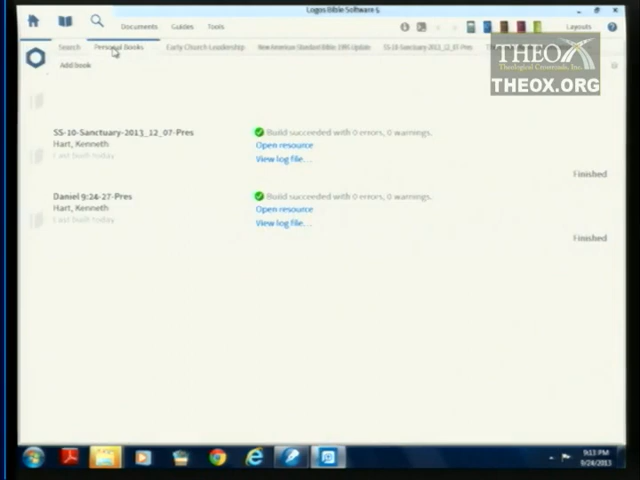 Logos Bible Software 5
Documents Guides Tools
Layouts
Search Personal Books Early Church Leadership New American Standard Bible: 1995 Update SS-10-Sanctuary-2013_12_07-Pres
Add book
THEOX
Theological Crossroads, Inc.
THEOX.ORG
SS-10-Sanctuary-2013_12_07-Pres
Build succeeded with 0 errors, 0 warnings.
Hart, Kenneth
Open resource
Last built today
View log file...
Finished
Daniel 9:24-27-Pres
Build succeeded with 0 errors, 0 warnings.
Hart, Kenneth
Open resource
Last built today
View log file...
Finished
9:13 PM
9/24/2013